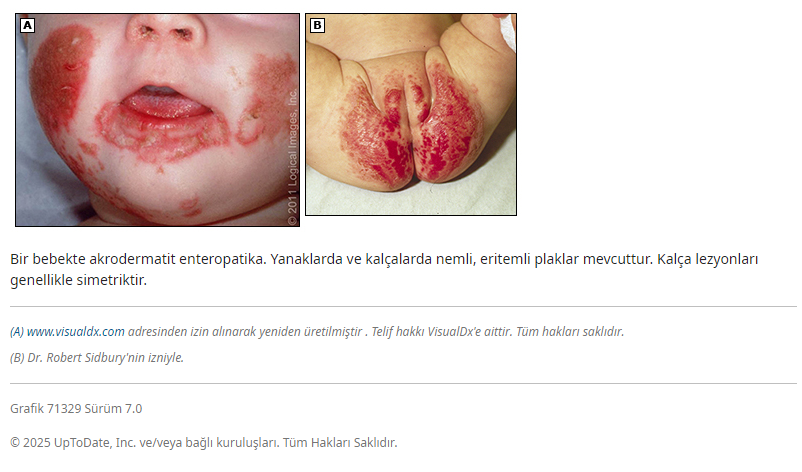 A
B
© 2011 Logical Images, Inc.
Bir bebekte akrodermatit enteropatika. Yanaklarda ve kalçalarda nemli, eritemli plaklar mevcuttur. Kalça lezyonları
genellikle simetriktir.
(A) www.visualdx.com adresinden izin alınarak yeniden üretilmiştir . Telif hakkı VisualDx'e aittir. Tüm hakları saklıdır.
(B) Dr. Robert Sidbury'nin izniyle.
Grafik 71329 Sürüm 7.0
© 2025 UpToDate, Inc. ve/veya bağlı kuruluşları. Tüm Hakları Saklıdır.